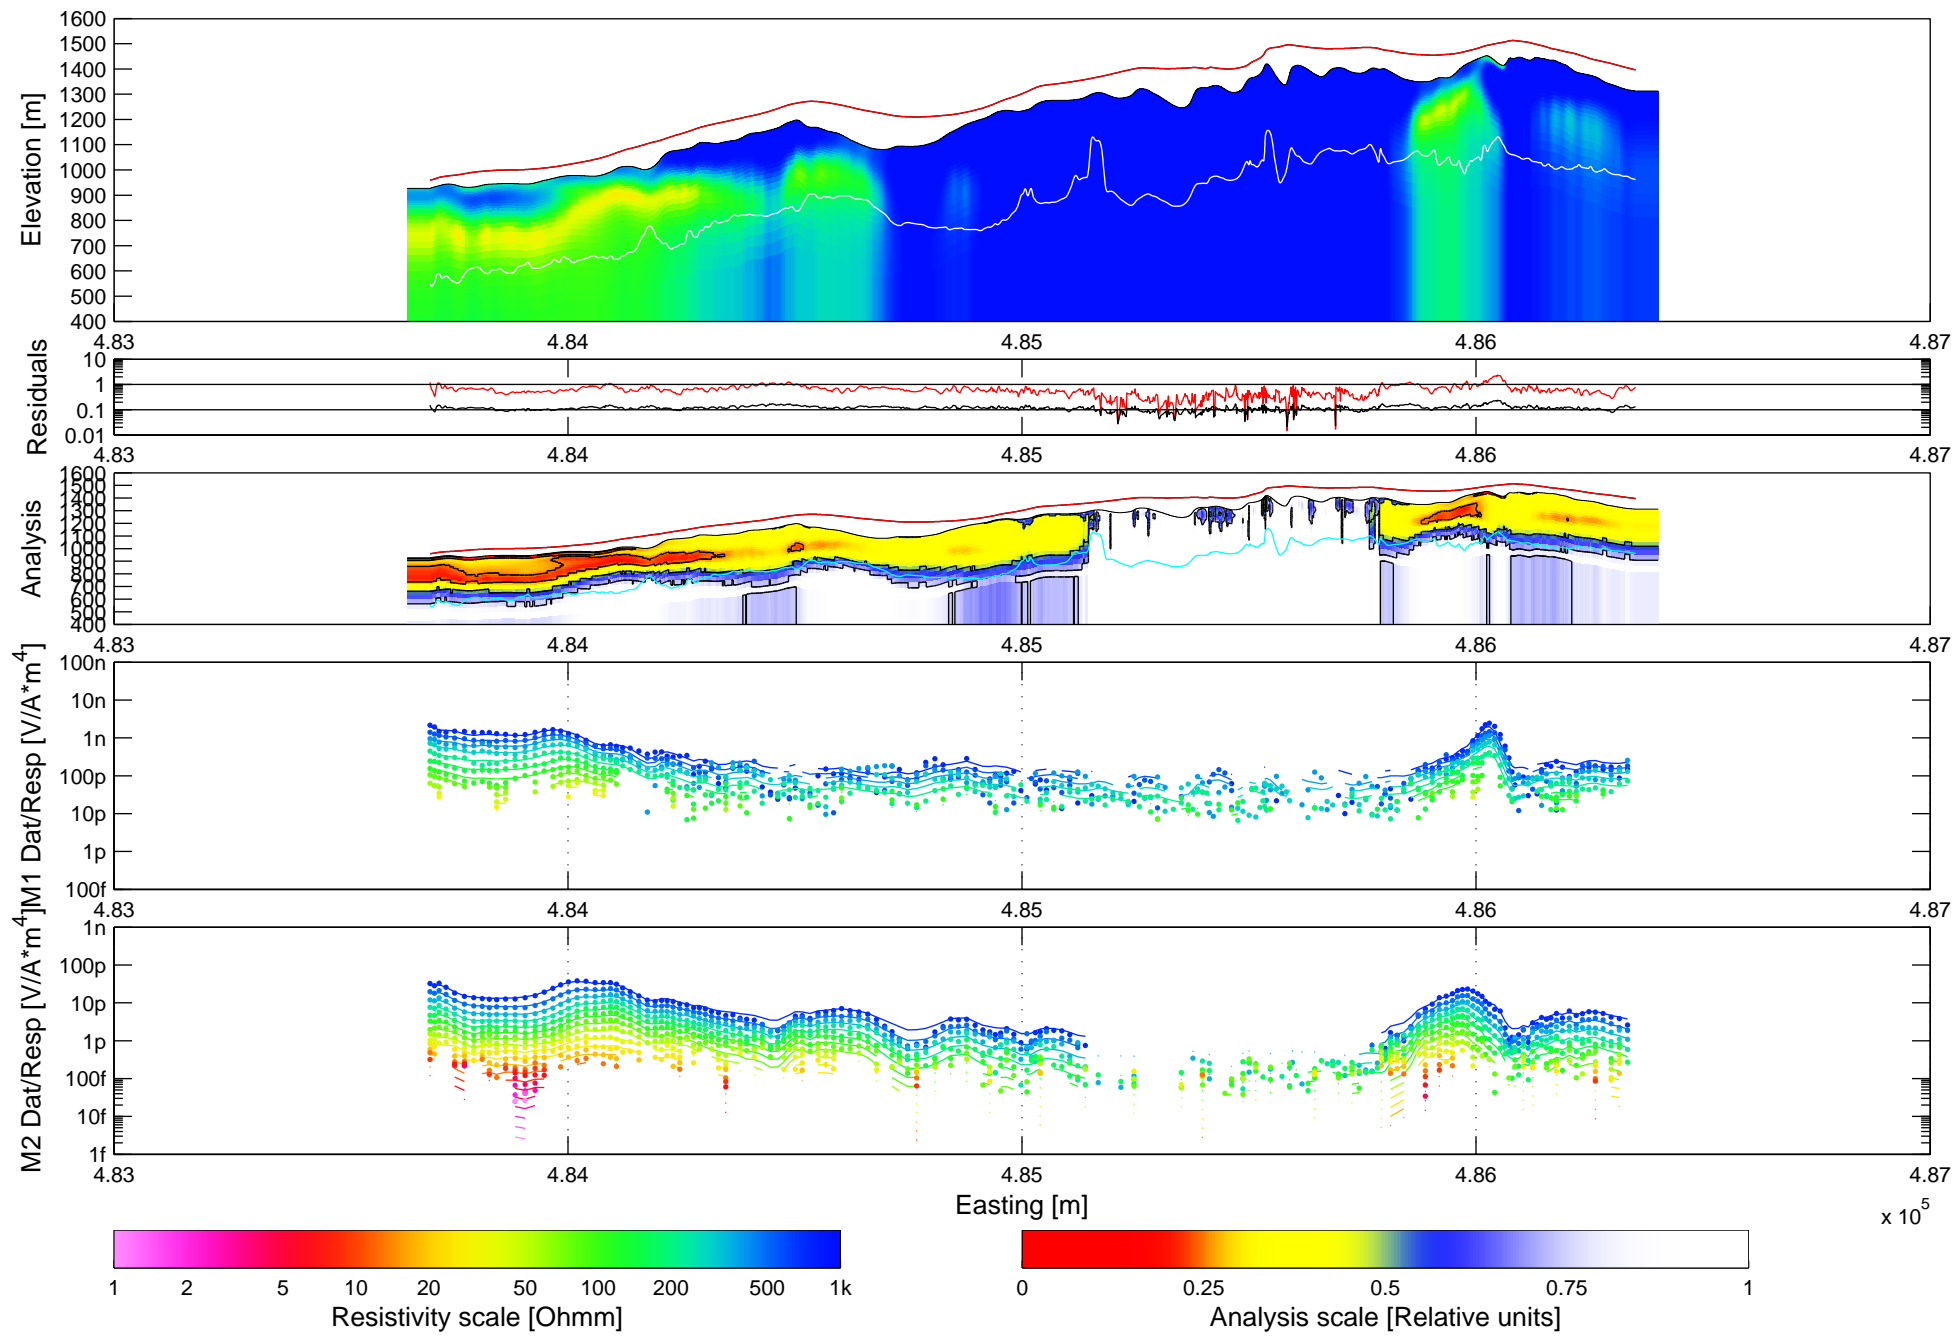 1600
1500
1400
1300
1200
1100
1000
900
800
700
600
500
400
Elevation [m]
4.83 4.84 4.85 4.86 4.87
10
1
0.1
0.01
Residuals
4.83 4.84 4.85 4.86 4.87
1600
1500
1400
1300
1200
1100
1000
900
800
700
600
500
400
Analysis
4.83 4.84 4.85 4.86 4.87
100n
10n
1n
100p
10p
1p
100f
M1 Dat/Resp [V/A*m⁴]
4.83 4.84 4.85 4.86 4.87
1n
100p
10p
1p
100f
10f
1f
M2 Dat/Resp [V/A*m⁴]
4.83 4.84 4.85 4.86 4.87
Easting [m]
x 10⁵
1 2 5 10 20 50 100 200 500 1k
Resistivity scale [Ohmm]
0 0.25 0.5 0.75 1
Analysis scale [Relative units]